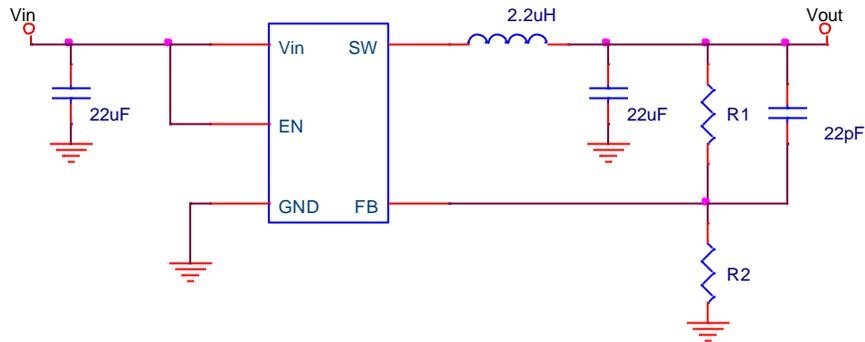 Vin
Vout
2.2uH
Vin
SW
22uF
22uF
R1
22pF
EN
GND
FB
R2